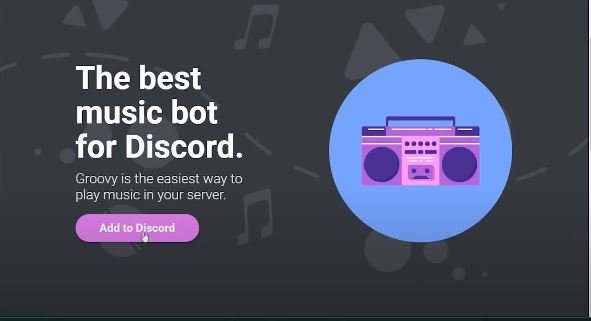 The best
music bot
for Discord.
Groovy is the easiest way to
play music in your server.
Add to Discord